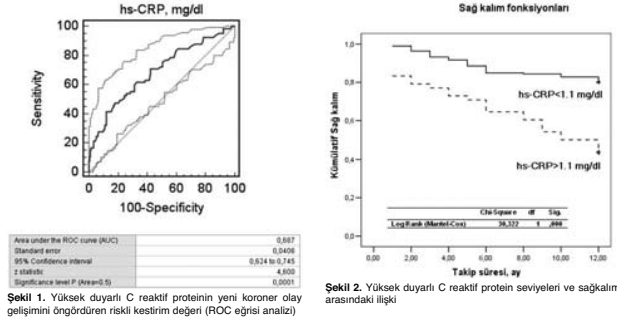 hs-CRP, mg/dl
Sensitivity
100
80
60
40
20
0
0 20 40 60 80 100
100-Specificity
Area under the ROC curve (AUC) 0,687
Standard error 0,0406
95% Confidence interval 0,624 to 0,745
z statistic 4,600
Significance level P (Area=0.5) 0,0001
Şekil 1. Yüksek duyarlı C reaktif proteinin yeni koroner olay
gelişimini öngördüren riskli kestirim değeri (ROC eğrisi analizi)
Sağ kalım fonksiyonları
Kümülatif Sağ kalım
1,0
0,8
0,6
0,4
0,2
0,0
hs-CRP<1.1 mg/dl
hs-CRP>1.1 mg/dl
Chi-Square df Sig.
Log Rank (Mantel-Cox) 30,322 1 ,000
0,00 2,00 4,00 6,00 8,00 10,00 12,00
Takip süresi, ay
Şekil 2. Yüksek duyarlı C reaktif protein seviyeleri ve sağkalım
arasındaki ilişki